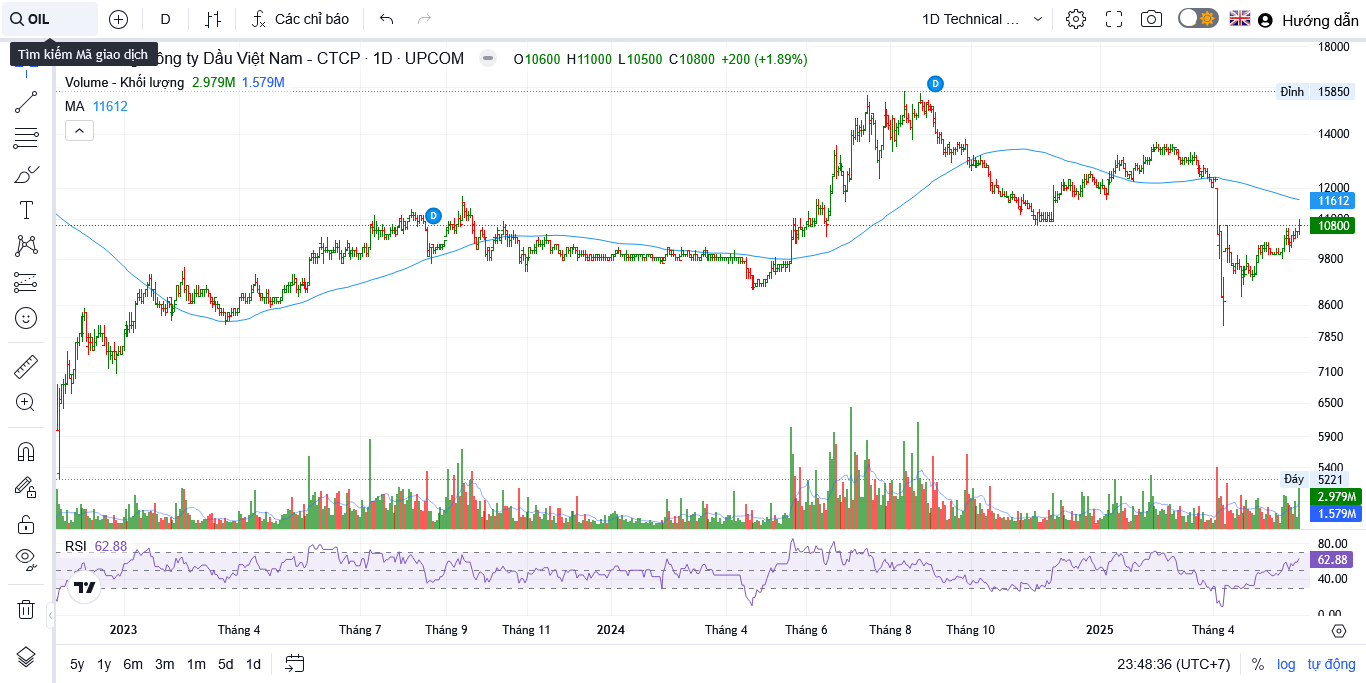 OIL
D
Các chỉ báo
1D Technical ...
Hướng dẫn
Tìm kiếm Mã giao dịch
ông ty Dầu Việt Nam - CTCP · 1D · UPCOM
O10600 H11000 L10500 C10800 +200 (+1.89%)
Volume - Khối lượng 2.979M 1.579M
MA 11612
D
D
18000
Đỉnh 15850
14000
12000
11612
10800
9800
8600
7850
7100
6500
5900
5400
Đáy 5221
2.979M
1.579M
RSI 62.88
80.00
62.88
40.00
0.00
2023 Tháng 4 Tháng 7 Tháng 9 Tháng 11 2024 Tháng 4 Tháng 6 Tháng 8 Tháng 10 2025 Tháng 4
5y 1y 6m 3m 1m 5d 1d
23:48:36 (UTC+7) % log tự động